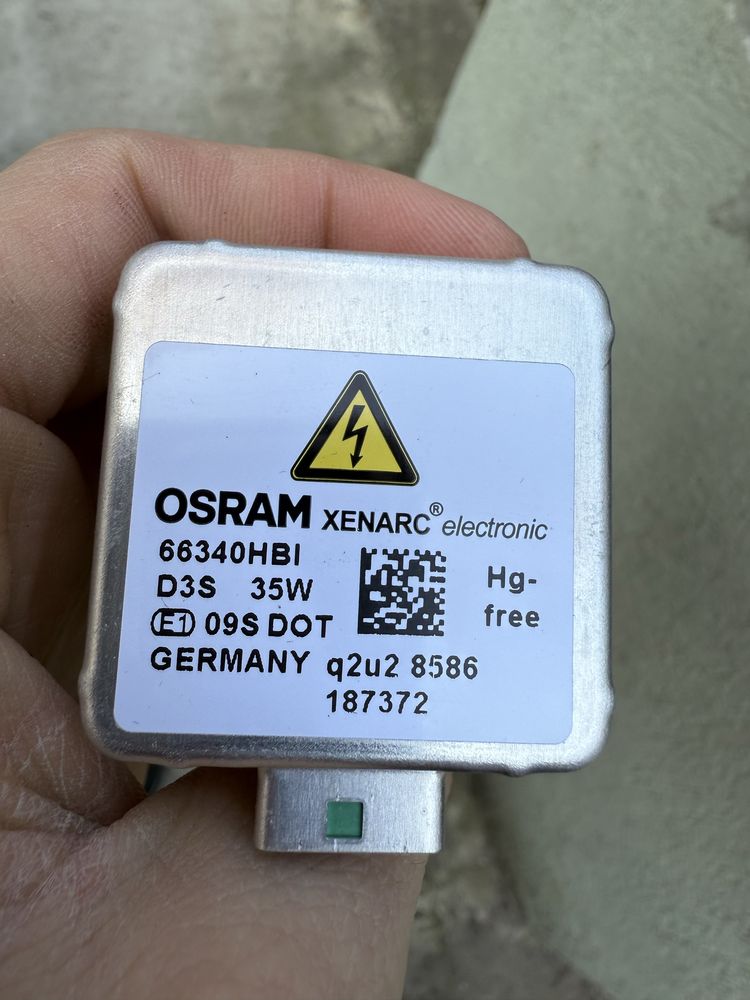 OSRAM XENARC® electronic
66340HBI
D3S 35W
Hg-
free
E1 09S DOT
GERMANY q2u2 8586
187372